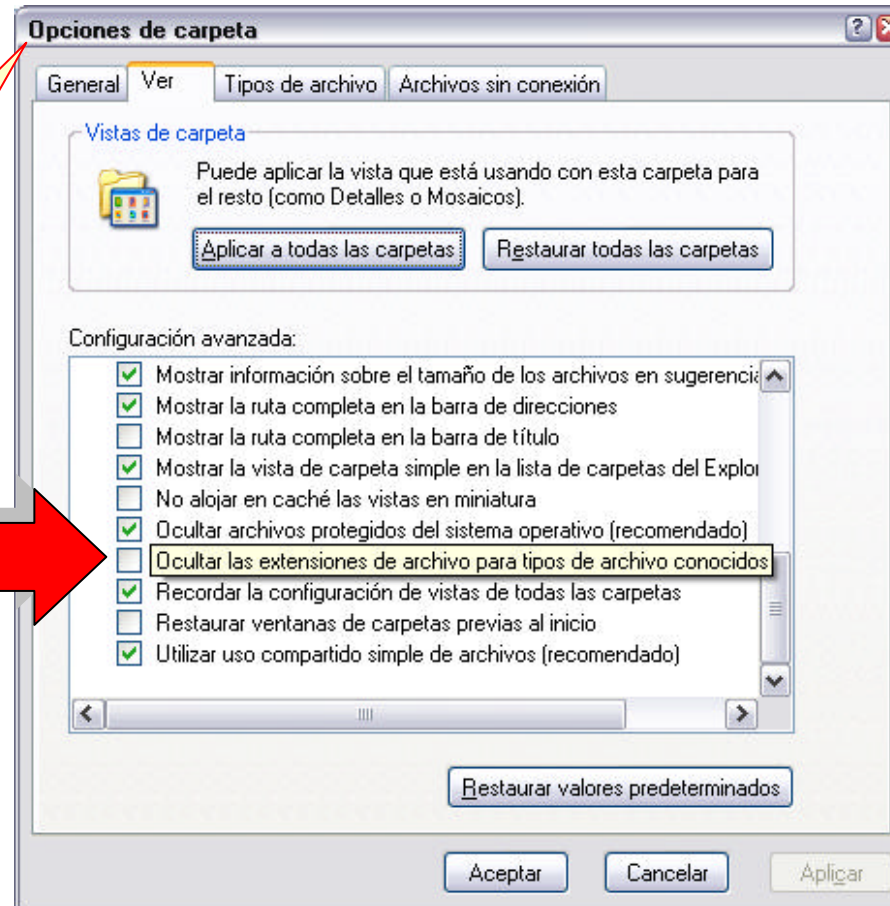 Opciones de carpeta
General Ver Tipos de archivo Archivos sin conexión
Vistas de carpeta
Puede aplicar la vista que está usando con esta carpeta para
el resto (como Detalles o Mosaicos).
Aplicar a todas las carpetas Restaurar todas las carpetas
Configuración avanzada:
Mostrar información sobre el tamaño de los archivos en sugerencia
Mostrar la ruta completa en la barra de direcciones
Mostrar la ruta completa en la barra de título
Mostrar la vista de carpeta simple en la lista de carpetas del Explor
No alojar en caché las vistas en miniatura
Ocultar archivos protegidos del sistema operativo (recomendado)
Ocultar las extensiones de archivo para tipos de archivo conocidos
Recordar la configuración de vistas de todas las carpetas
Restaurar ventanas de carpetas previas al inicio
Utilizar uso compartido simple de archivos (recomendado)
Restaurar valores predeterminados
Aceptar Cancelar Aplicar